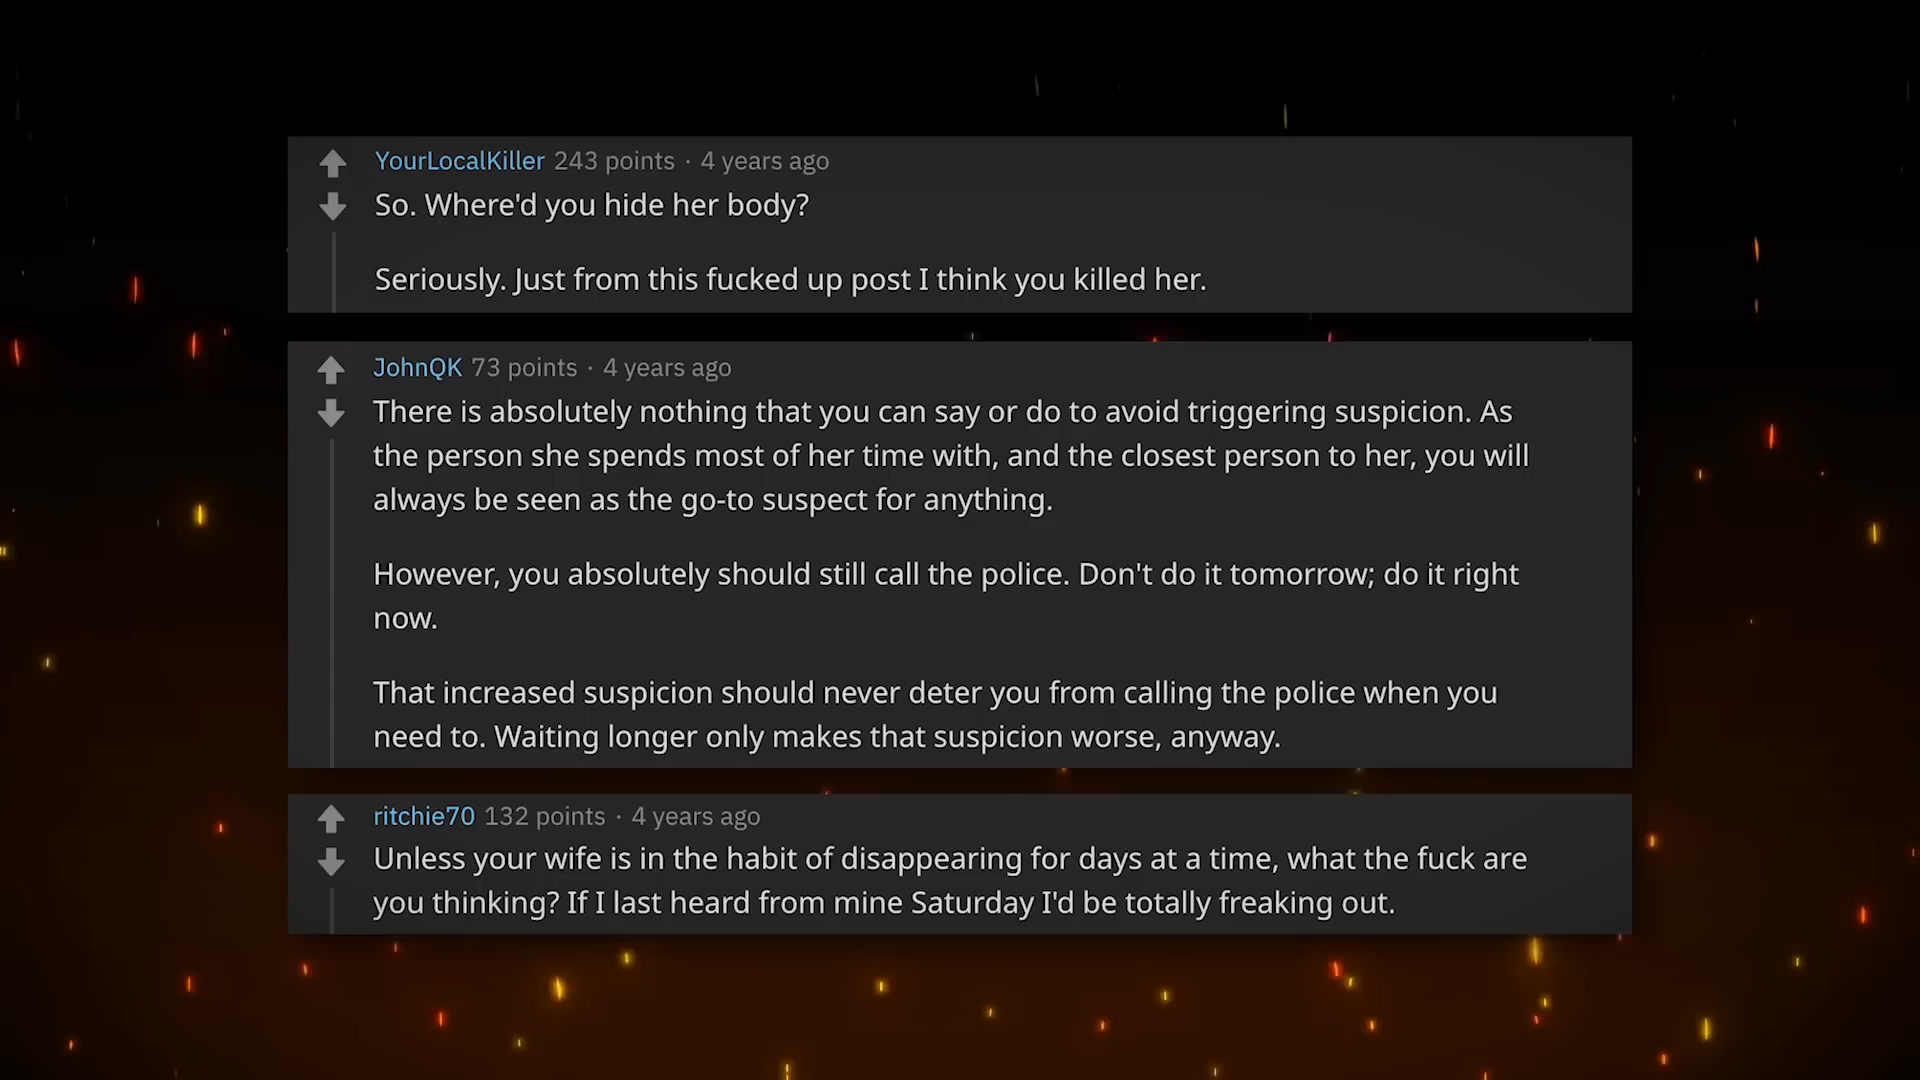 YourLocalKiller 243 points · 4 years ago
So. Where'd you hide her body?
Seriously. Just from this fucked up post I think you killed her.
JohnQK 73 points · 4 years ago
There is absolutely nothing that you can say or do to avoid triggering suspicion. As
the person she spends most of her time with, and the closest person to her, you will
always be seen as the go-to suspect for anything.
However, you absolutely should still call the police. Don't do it tomorrow; do it right
now.
That increased suspicion should never deter you from calling the police when you
need to. Waiting longer only makes that suspicion worse, anyway.
ritchie70 132 points · 4 years ago
Unless your wife is in the habit of disappearing for days at a time, what the fuck are
you thinking? If I last heard from mine Saturday I'd be totally freaking out.